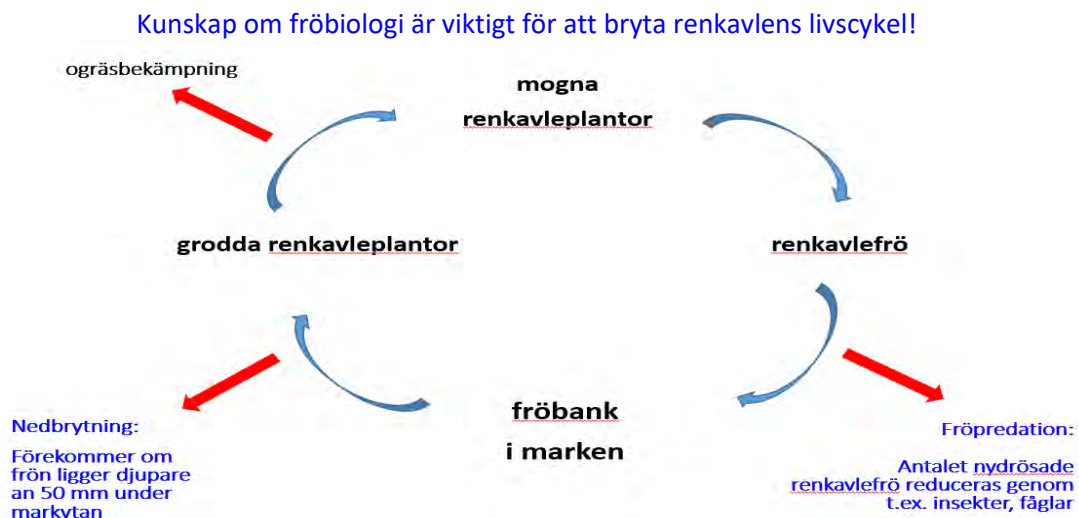 Kunskap om fröbiologi är viktigt för att bryta renkavlens livscykel!
ogräsbekämpning
mogna
renkavleplantor
grodda renkavleplantor
renkavlefrö
fröbank
i marken
Nedbrytning:
Förekommer om
frön ligger djupare
an 50 mm under
markytan
Fröpredation:
Antalet nydrösade
renkavlefrö reduceras genom
t.ex. insekter, fåglar